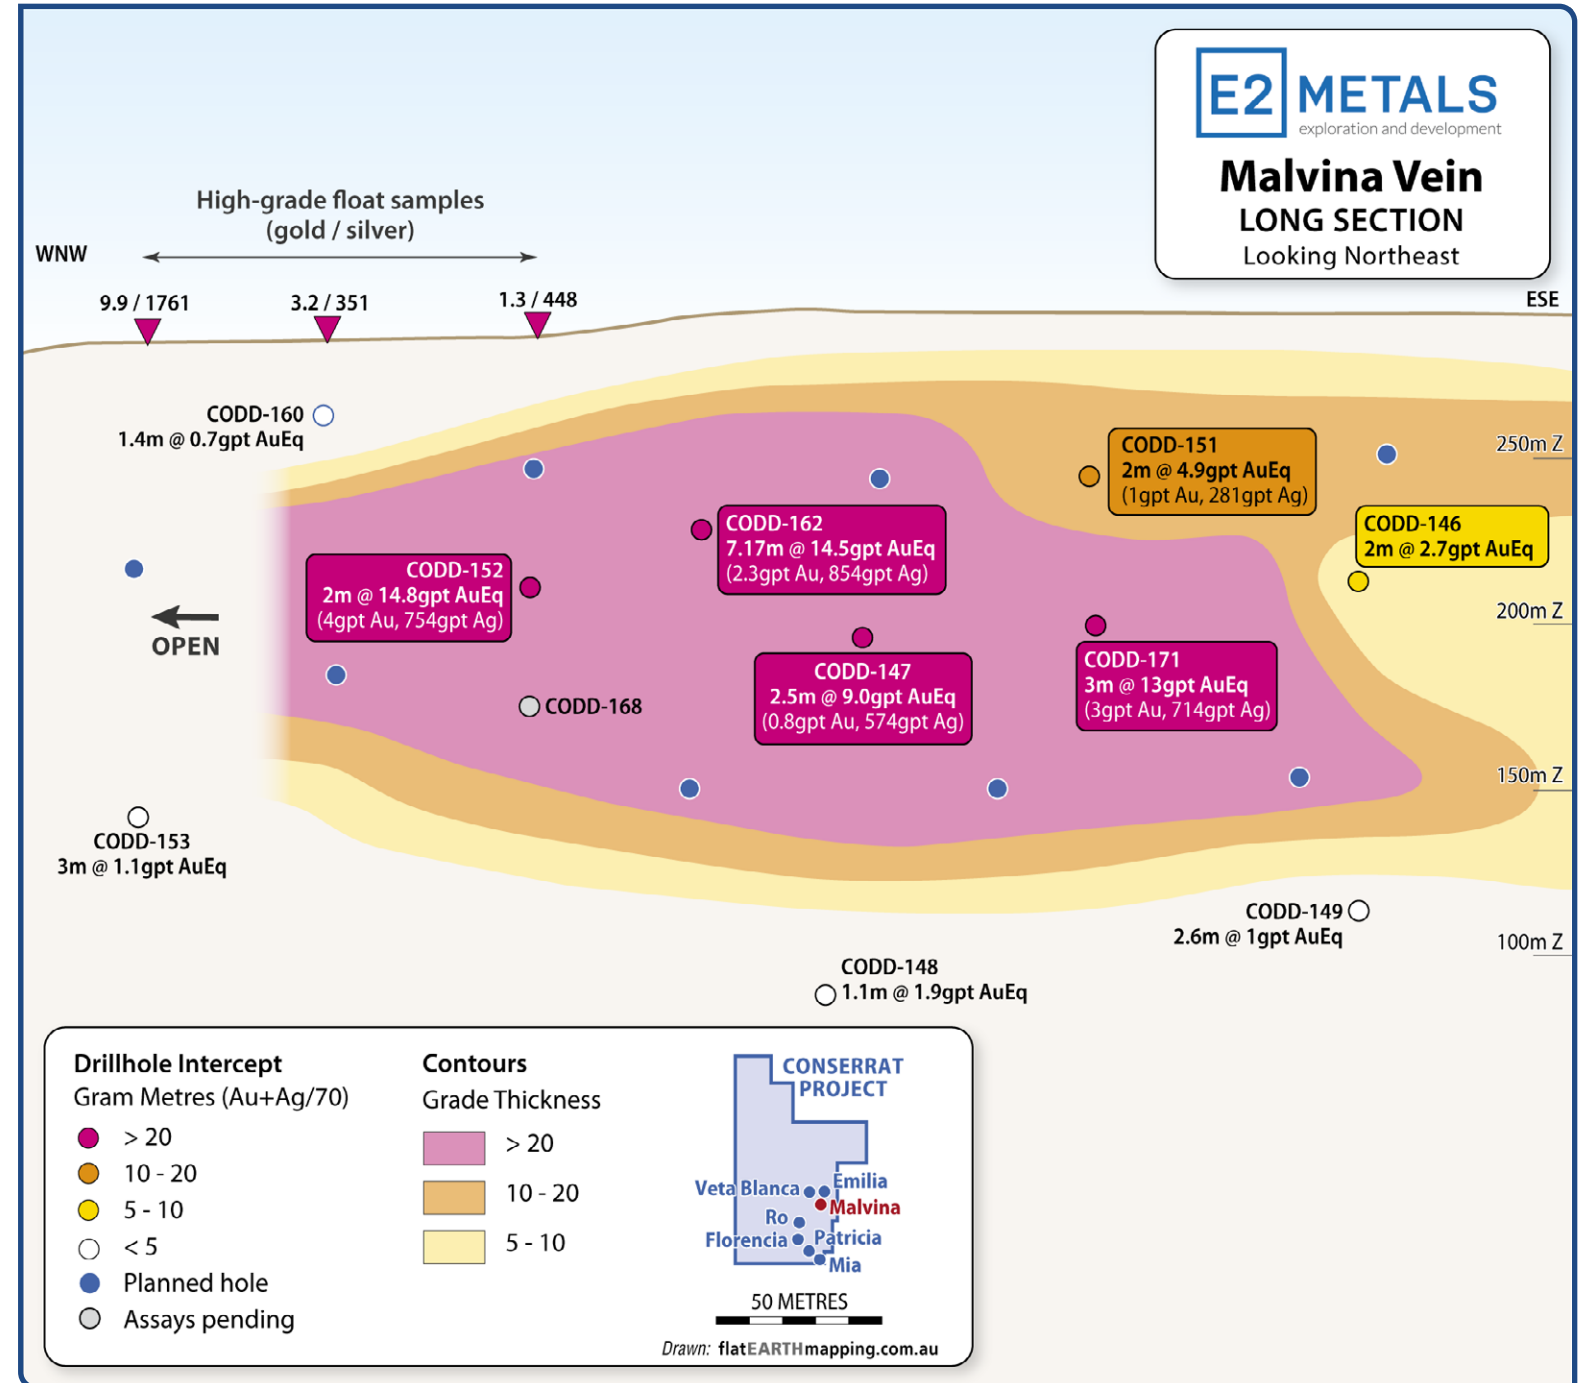 E2 METALS
exploration and development
Malvina Vein
LONG SECTION
Looking Northeast
High-grade float samples
(gold / silver)
WNW
9.9 / 1761
3.2 / 351
1.3 / 448
ESE
CODD-160
1.4m @ 0.7gpt AuEq
CODD-151
2m @ 4.9gpt AuEq
(1gpt Au, 281gpt Ag)
250m Z
CODD-162
7.17m @ 14.5gpt AuEq
(2.3gpt Au, 854gpt Ag)
CODD-146
2m @ 2.7gpt AuEq
CODD-152
2m @ 14.8gpt AuEq
(4gpt Au, 754gpt Ag)
200m Z
OPEN
CODD-147
2.5m @ 9.0gpt AuEq
(0.8gpt Au, 574gpt Ag)
CODD-171
3m @ 13gpt AuEq
(3gpt Au, 714gpt Ag)
CODD-168
150m Z
CODD-153
3m @ 1.1gpt AuEq
CODD-149
2.6m @ 1gpt AuEq
100m Z
CODD-148
1.1m @ 1.9gpt AuEq
Drillhole Intercept
Gram Metres (Au+Ag/70)
> 20
10 - 20
5 - 10
< 5
Planned hole
Assays pending
Contours
Grade Thickness
> 20
10 - 20
5 - 10
CONSERRAT
PROJECT
Veta Blanca
Emilia
Malvina
Ro
Florencia
Patricia
Mia
50 METRES
Drawn: flatEARTHmapping.com.au